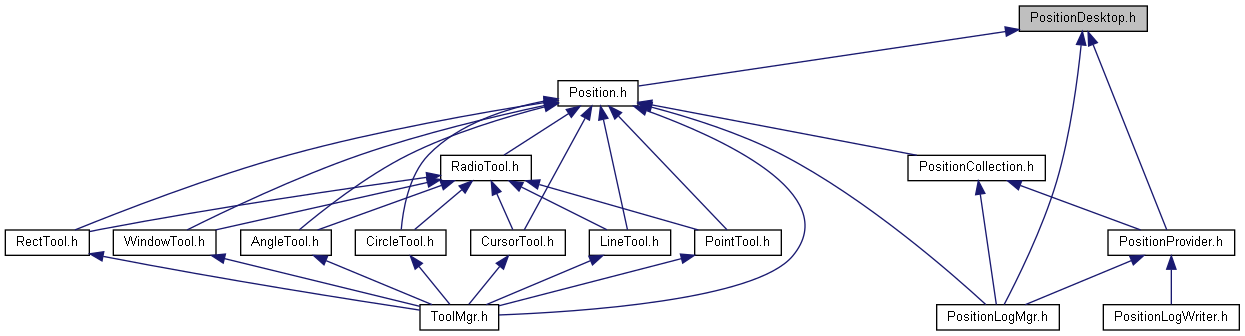 PositionDesktop.h
Position.h
RadioTool.h
PositionCollection.h
RectTool.h
WindowTool.h
AngleTool.h
CircleTool.h
CursorTool.h
LineTool.h
PointTool.h
PositionProvider.h
ToolMgr.h
PositionLogMgr.h
PositionLogWriter.h